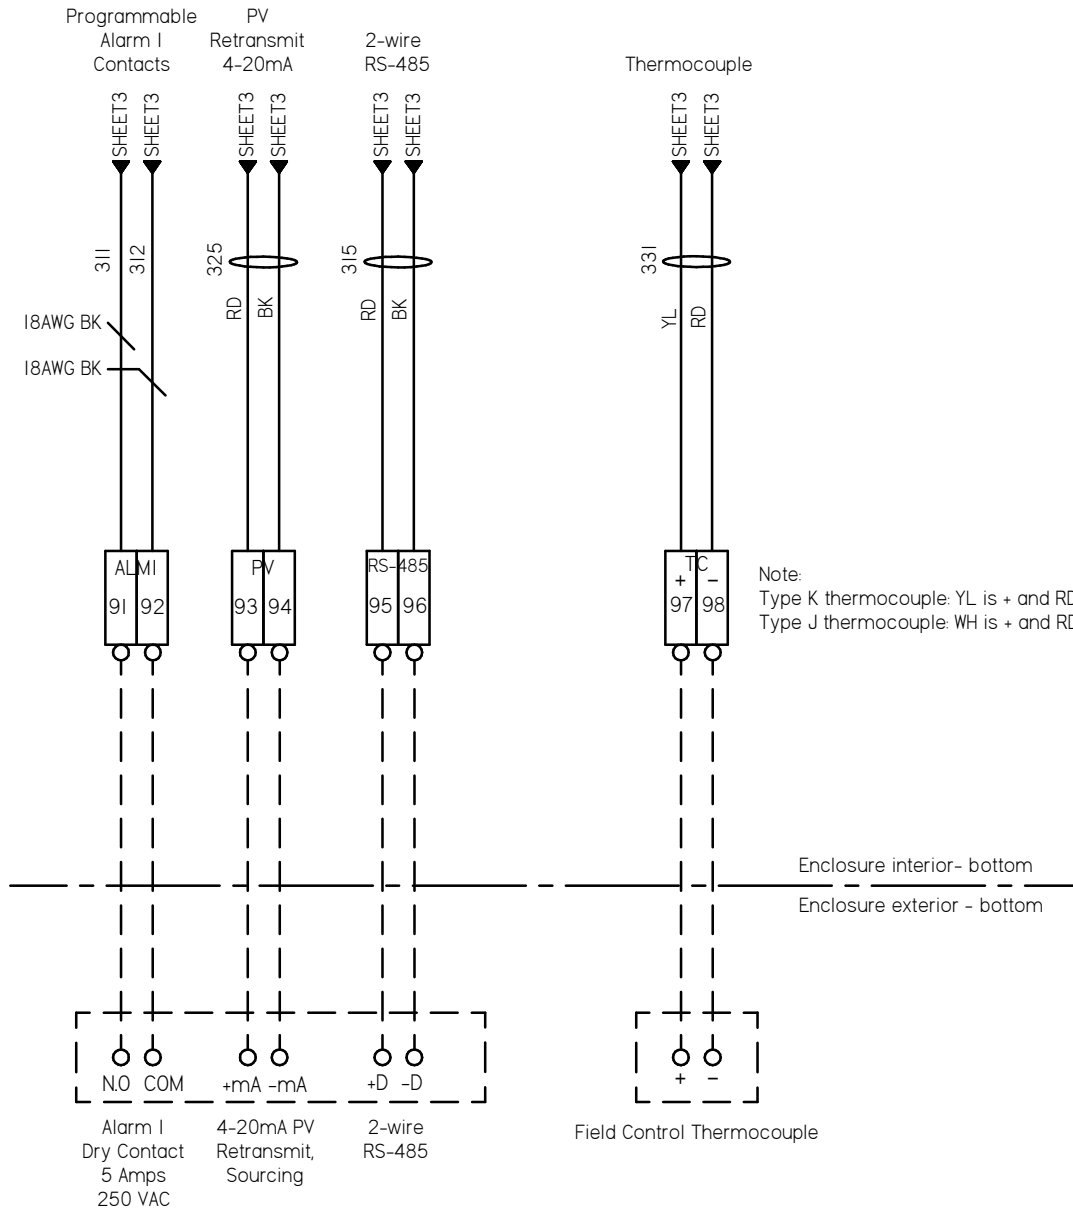 Programmable
Alarm 1
Contacts
PV
Retransmit
4-20mA
2-wire
RS-485
Thermocouple
SHEET3
SHEET3
SHEET3
SHEET3
SHEET3
SHEET3
SHEET3
SHEET3
311
312
325
315
331
RD
BK
RD
BK
YL
RD
18AWG BK
18AWG BK
ALM1
91 92
PV
93 94
RS-485
95 96
TC
+ −
97 98
Note:
Type K thermocouple: YL is + and RD
Type J thermocouple: WH is + and RD
Enclosure interior- bottom
Enclosure exterior - bottom
N.O COM
+mA -mA
+D -D
+ −
Alarm 1
Dry Contact
5 Amps
250 VAC
4-20mA PV
Retransmit,
Sourcing
2-wire
RS-485
Field Control Thermocouple